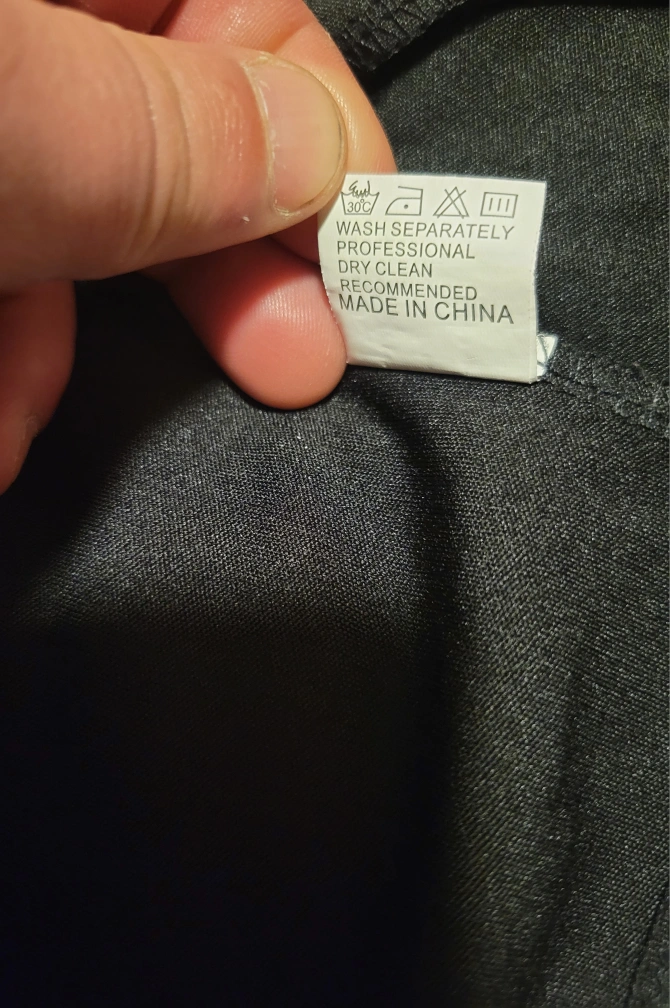 30°C
WASH SEPARATELY
PROFESSIONAL
DRY CLEAN
RECOMMENDED
MADE IN CHINA